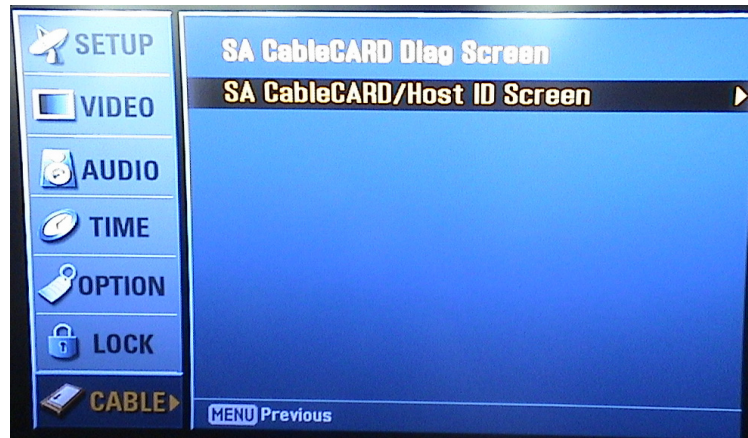 SETUP
VIDEO
AUDIO
TIME
OPTION
LOCK
CABLE
SA CableCARD Diag Screen
SA CableCARD/Host ID Screen
MENU Previous